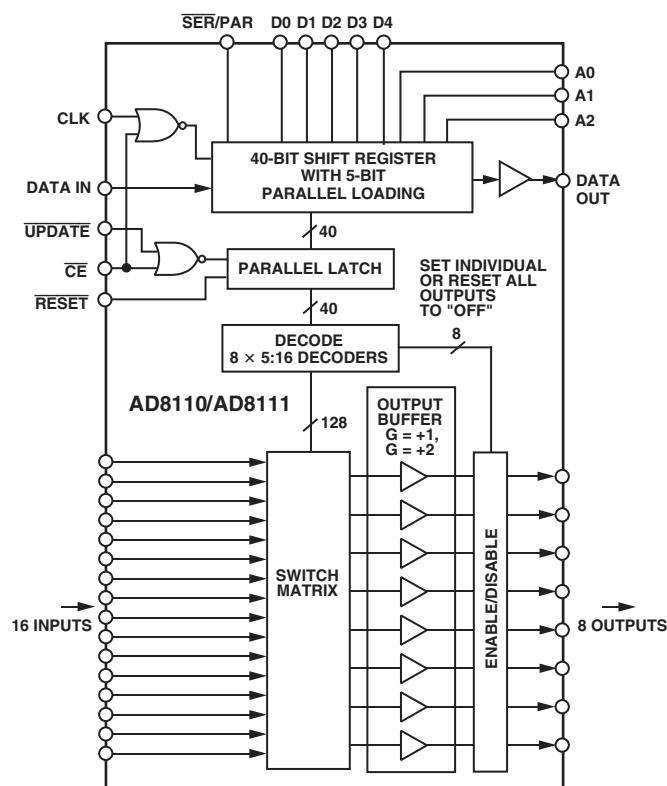 SER/PAR D0 D1 D2 D3 D4
A0
A1
A2
CLK
DATA IN
UPDATE
CE
RESET
40-BIT SHIFT REGISTER
WITH 5-BIT
PARALLEL LOADING
DATA
OUT
40
PARALLEL LATCH
40
SET INDIVIDUAL
OR RESET ALL
OUTPUTS
TO "OFF"
DECODE
8 × 5:16 DECODERS
8
AD8110/AD8111
128
OUTPUT
BUFFER
G = +1,
G = +2
SWITCH
MATRIX
ENABLE/DISABLE
16 INPUTS
8 OUTPUTS